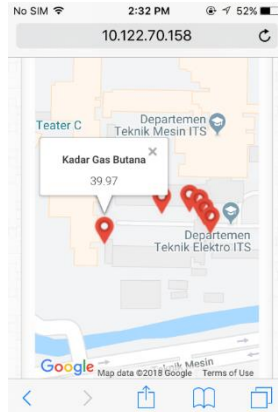 No SIM 2:32 PM 52%
10.122.70.158
Teater C
Departemen
Teknik Mesin ITS
Kadar Gas Butana ×
39.97
Departemen
Teknik Elektro ITS
Mesin
Google Map data ©2018 Google Terms of Use